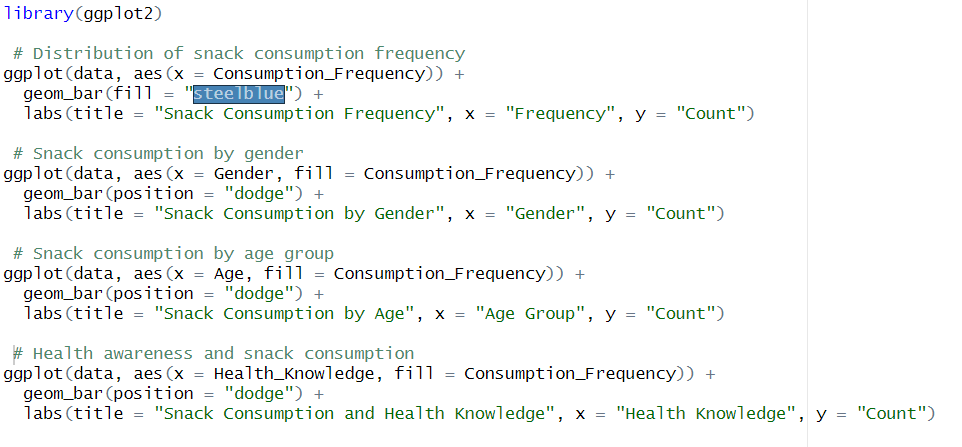 library(ggplot2)
# Distribution of snack consumption frequency
ggplot(data, aes(x = Consumption_Frequency)) +
  geom_bar(fill = "steelblue") +
  labs(title = "Snack Consumption Frequency", x = "Frequency", y = "Count")
# Snack consumption by gender
ggplot(data, aes(x = Gender, fill = Consumption_Frequency)) +
  geom_bar(position = "dodge") +
  labs(title = "Snack Consumption by Gender", x = "Gender", y = "Count")
# Snack consumption by age group
ggplot(data, aes(x = Age, fill = Consumption_Frequency)) +
  geom_bar(position = "dodge") +
  labs(title = "Snack Consumption by Age", x = "Age Group", y = "Count")
# Health awareness and snack consumption
ggplot(data, aes(x = Health_Knowledge, fill = Consumption_Frequency)) +
  geom_bar(position = "dodge") +
  labs(title = "Snack Consumption and Health Knowledge", x = "Health Knowledge", y = "Count")